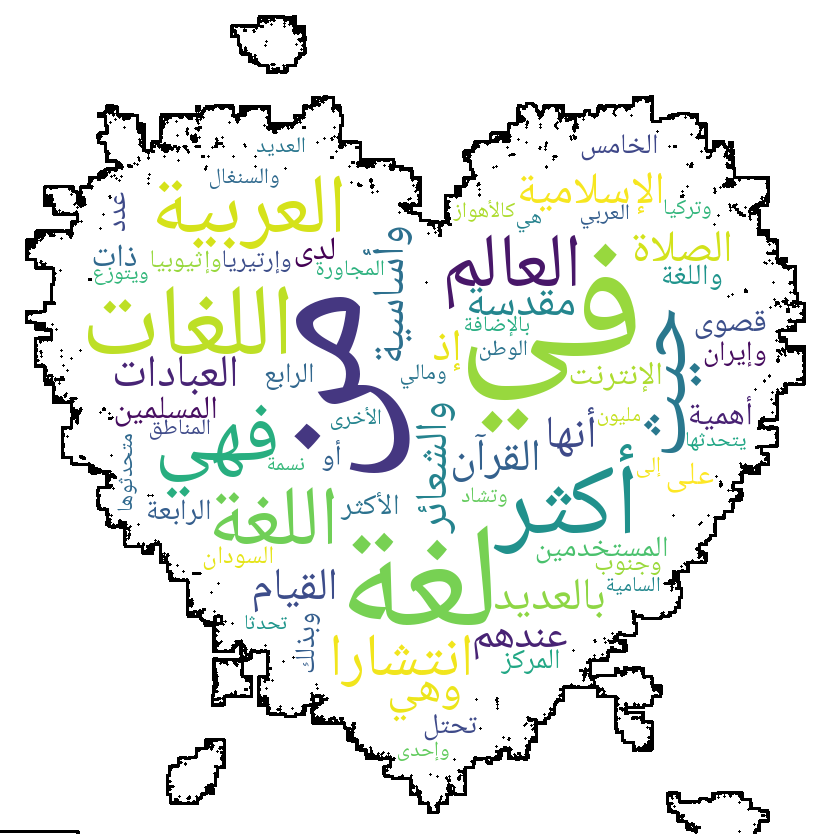 العديد
الخامس
والسنغال
الإسلامية
وتركيا
العربي
هي
كالأهواز
العربية
غدد
وأساسية
الصلاة
واللغة
العالم
لدى
وإرتيريا
وإثيوبيا
ذات
ويتوزع
المجاورة
مقدسة
في
من
اللغات
بالإضافة
الوطن
إذ
حيث
قصوى
وإيران
الإنترنت
ومالي
الرابع
العبادات
المسلمين
المناطق
الأخرى
أهمية
يتحدثها
مليون
أنها
والشعائر
القرآن
فهي
نسمة
أو
متحدثوها
إلى
على
أكثر
وتشاد
الأكثر
اللغة
الرابعة
المستخدمين
وجنوب
السامية
السودان
لغة
القيام
بالعديد
تحدثا
وبذلك
عندهم
المركز
انتشارا
وهي
تحتل
وإحدى